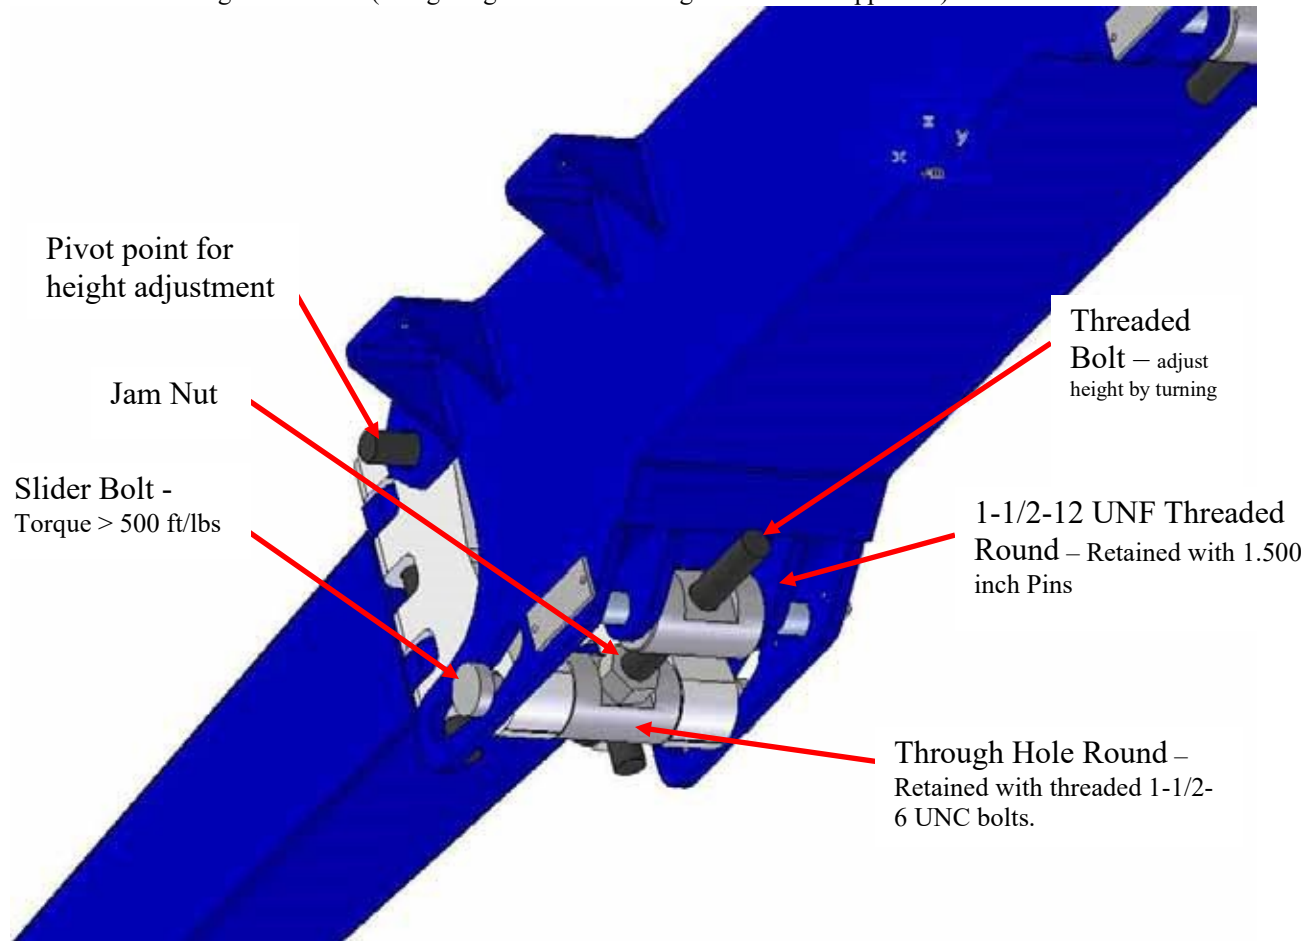 Pivot point for
height adjustment
Jam Nut
Slider Bolt -
Torque > 500 ft/lbs
Threaded
Bolt – adjust
height by turning
1-1/2-12 UNF Threaded
Round – Retained with 1.500
inch Pins
Through Hole Round –
Retained with threaded 1-1/2-
6 UNC bolts.
z
y
x